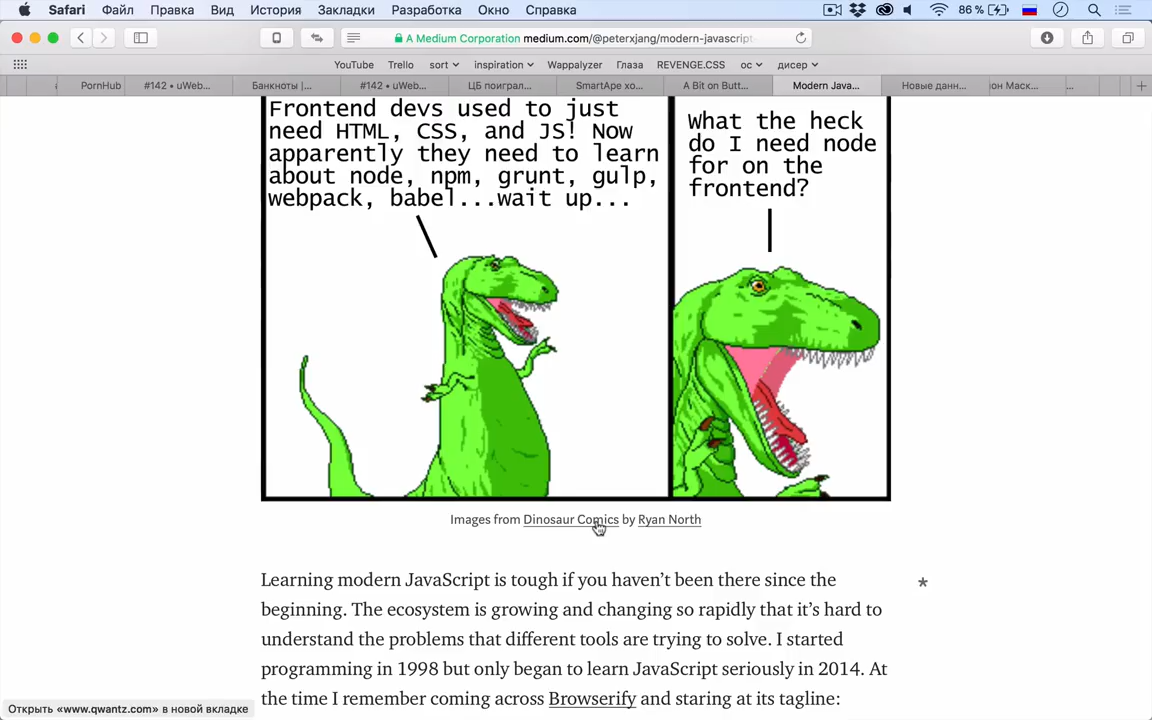 Safari Файл Правка Вид История Закладки Разработка Окно Справка 86 %
A Medium Corporation medium.com/@peterxjang/modern-javascript-
YouTube Trello sort inspiration Wappalyzer Глаза REVENGE.CSS ос дисер
PornHub #142 • uWeb... Банкноты |... #142 • uWeb... ЦБ поиграл... SmartApe хо... A Bit on Butt... Modern Java... Новые данн... он Маск... ...
Frontend devs used to just
need HTML, CSS, and JS! Now
apparently they need to learn
about node, npm, grunt, gulp,
webpack, babel...wait up...
What the heck
do I need node
for on the
frontend?
Images from Dinosaur Comics by Ryan North
Learning modern JavaScript is tough if you haven’t been there since the
beginning. The ecosystem is growing and changing so rapidly that it’s hard to
understand the problems that different tools are trying to solve. I started
programming in 1998 but only began to learn JavaScript seriously in 2014. At
the time I remember coming across Browserify and staring at its tagline:
Открыть «www.qwantz.com» в новой вкладке